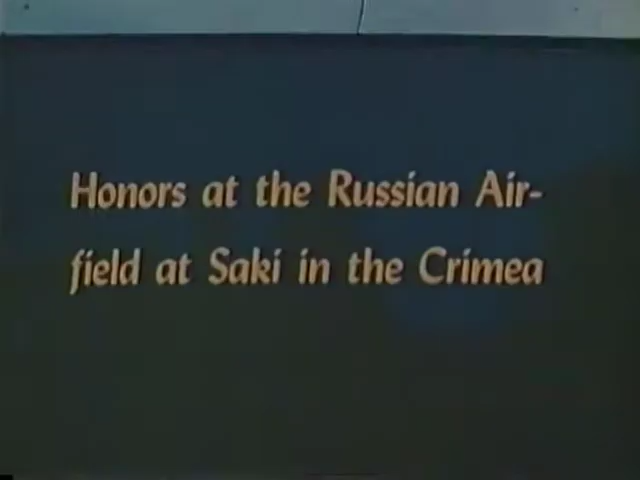 Honors at the Russian Air-
field at Saki in the Crimea